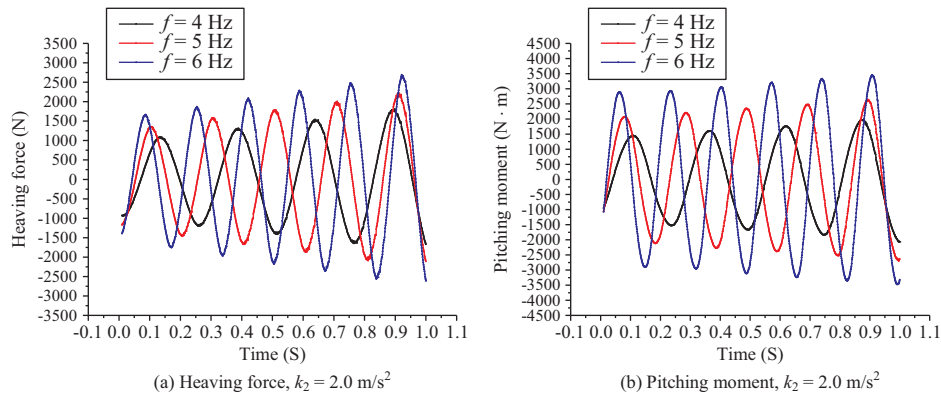 f = 4 Hz
f = 5 Hz
f = 6 Hz
3500
3000
2500
2000
1500
1000
500
0
-500
-1000
-1500
-2000
-2500
-3000
-3500
Heaving force (N)
-0.1 0.0 0.1 0.2 0.3 0.4 0.5 0.6 0.7 0.8 0.9 1.0 1.1
Time (S)
(a) Heaving force, k₂ = 2.0 m/s²
f = 4 Hz
f = 5 Hz
f = 6 Hz
4500
4000
3500
3000
2500
2000
1500
1000
500
0
-500
-1000
-1500
-2000
-2500
-3000
-3500
-4000
-4500
Pitching moment (N · m)
-0.1 0.0 0.1 0.2 0.3 0.4 0.5 0.6 0.7 0.8 0.9 1.0 1.1
Time (S)
(b) Pitching moment, k₂ = 2.0 m/s²